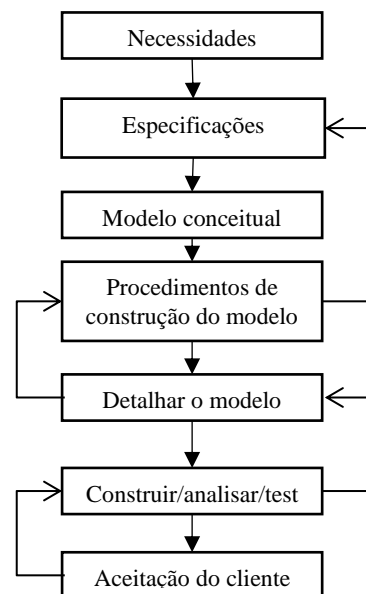 Necessidades
Especificações
Modelo conceitual
Procedimentos de
construção do modelo
Detalhar o modelo
Construir/analisar/test
Aceitação do cliente